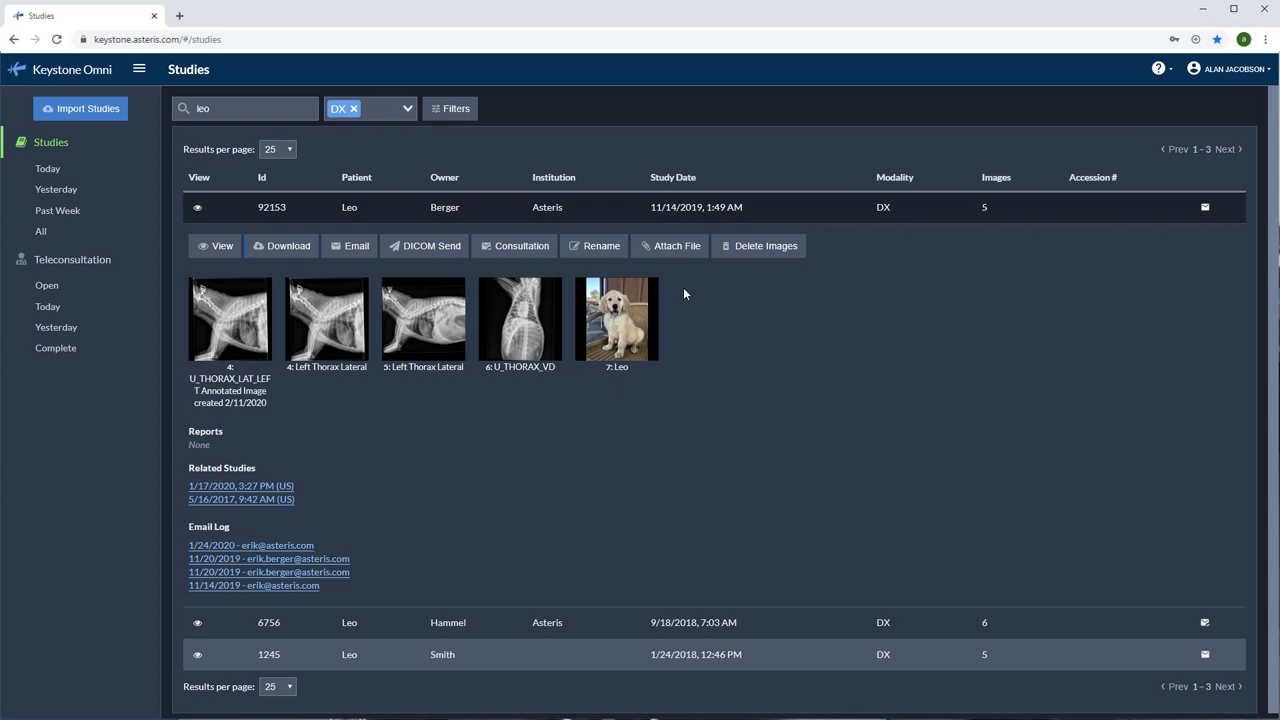 Studies
keystone.asteris.com/#/studies
a
Keystone Omni
Studies
?
ALAN JACOBSON
Import Studies
leo
DX
Filters
Studies
Today
Yesterday
Past Week
All
Teleconsultation
Open
Today
Yesterday
Complete
Results per page: 25
Prev 1 - 3 Next
View Id Patient Owner Institution Study Date Modality Images Accession #
92153 Leo Berger Asteris 11/14/2019, 1:49 AM DX 5
View Download Email DICOM Send Consultation Rename Attach File Delete Images
4:
U_THORAX_LAT_LEF
T Annotated Image
created 2/11/2020
4: Left Thorax Lateral
5: Left Thorax Lateral
6: U_THORAX_VD
7: Leo
Reports
None
Related Studies
1/17/2020, 3:27 PM (US)
5/16/2017, 9:42 AM (US)
Email Log
1/24/2020 - erik@asteris.com
11/20/2019 - erik.berger@asteris.com
11/20/2019 - erik.berger@asteris.com
11/14/2019 - erik@asteris.com
6756 Leo Hammel Asteris 9/18/2018, 7:03 AM DX 6
1245 Leo Smith 1/24/2018, 12:46 PM DX 5
Results per page: 25
Prev 1 - 3 Next